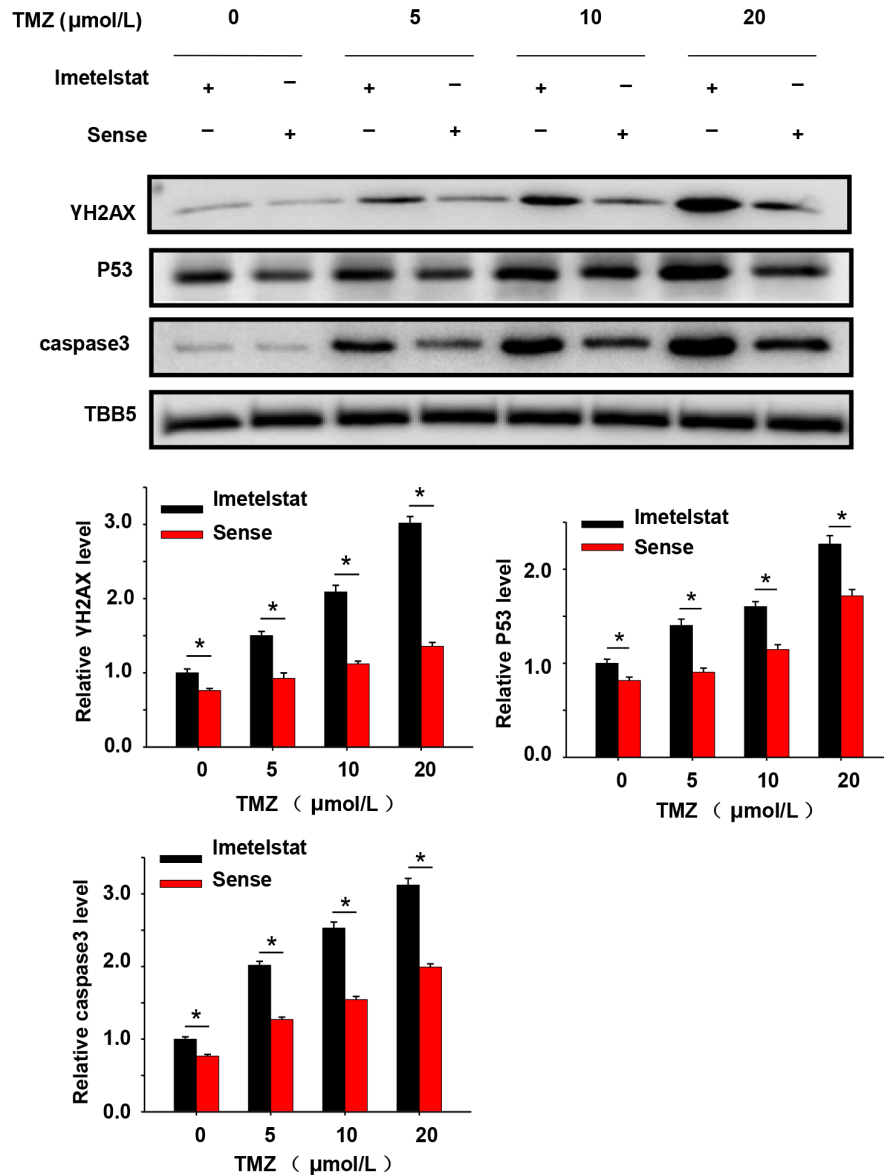 TMZ (µmol/L) 0 5 10 20
Imetelstat + – + – + – + –
Sense – + – + – + – +
YH2AX
P53
caspase3
TBB5
Relative YH2AX level
3.0
2.0
1.0
0.0
Imetelstat
Sense
* * * *
0 5 10 20
TMZ （ µmol/L）
Relative P53 level
2.0
1.0
0.0
Imetelstat
Sense
* * * *
0 5 10 20
TMZ （ µmol/L）
Relative caspase3 level
3.0
2.0
1.0
0.0
Imetelstat
Sense
* * * *
0 5 10 20
TMZ （ µmol/L）